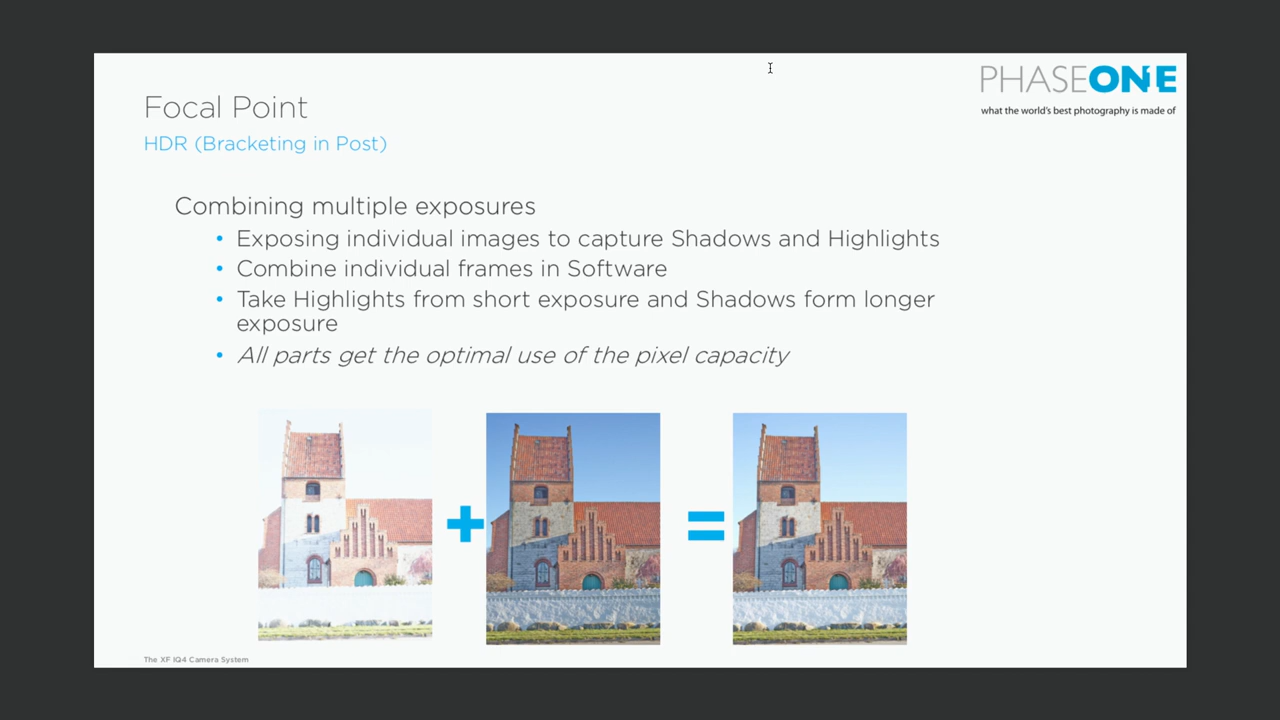 PHASEONE
what the world's best photography is made of
Focal Point
HDR (Bracketing in Post)
Combining multiple exposures
• Exposing individual images to capture Shadows and Highlights
• Combine individual frames in Software
• Take Highlights from short exposure and Shadows form longer
exposure
• All parts get the optimal use of the pixel capacity
+ =
The XF IQ4 Camera System